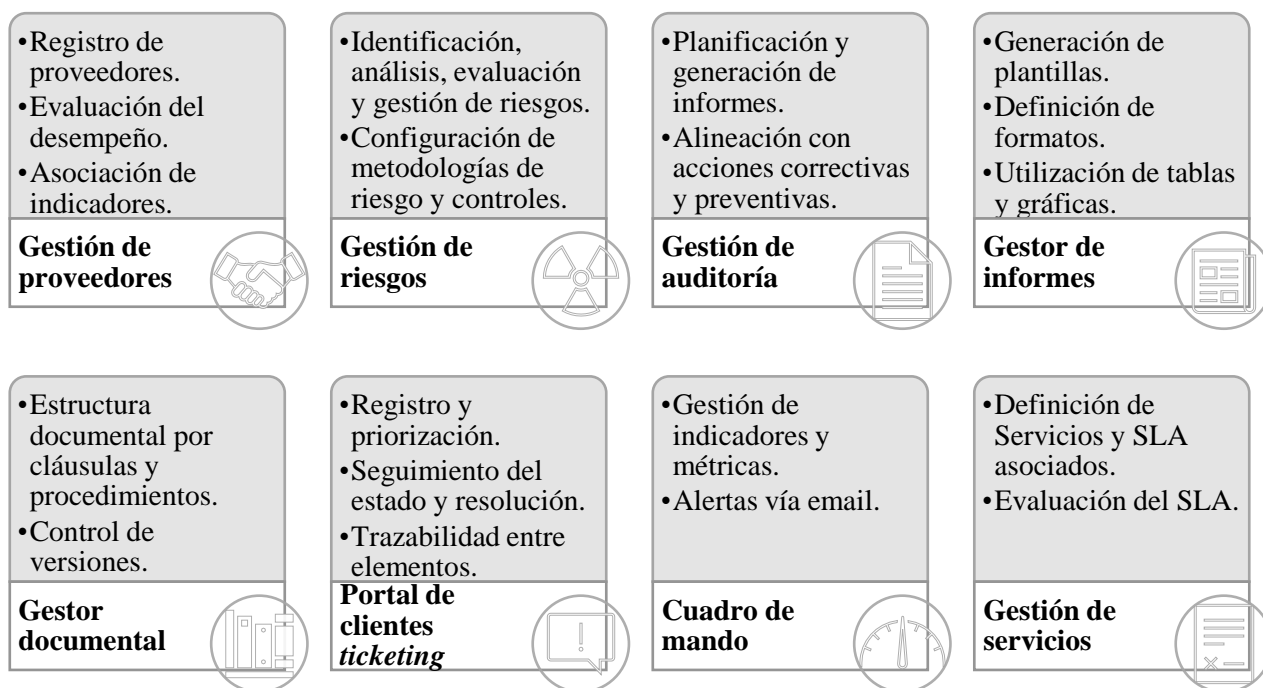 •Registro de
proveedores.
•Evaluación del
desempeño.
•Asociación de
indicadores.
Gestión de
proveedores
•Identificación,
análisis, evaluación
y gestión de riesgos.
•Configuración de
metodologías de
riesgo y controles.
Gestión de
riesgos
•Planificación y
generación de
informes.
•Alineación con
acciones correctivas
y preventivas.
Gestión de
auditoría
•Generación de
plantillas.
•Definición de
formatos.
•Utilización de tablas
y gráficas.
Gestor de
informes
•Estructura
documental por
cláusulas y
procedimientos.
•Control de
versiones.
Gestor
documental
•Registro y
priorización.
•Seguimiento del
estado y resolución.
•Trazabilidad entre
elementos.
Portal de
clientes
ticketing
•Gestión de
indicadores y
métricas.
•Alertas vía email.
Cuadro de
mando
•Definición de
Servicios y SLA
asociados.
•Evaluación del SLA.
Gestión de
servicios